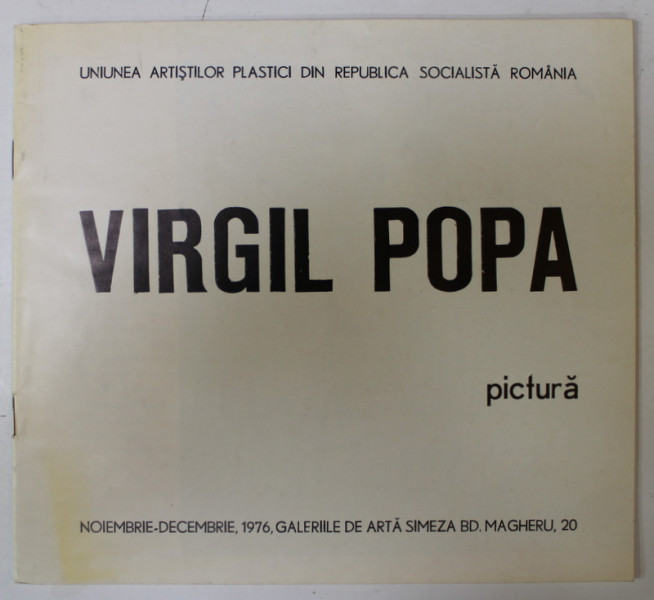 UNIUNEA ARTIȘTILOR PLASTICI DIN REPUBLICA SOCIALISTĂ ROMÂNIA
VIRGIL POPA
pictură
NOIEMBRIE-DECEMBRIE, 1976, GALERIILE DE ARTĂ SIMEZA BD. MAGHERU, 20